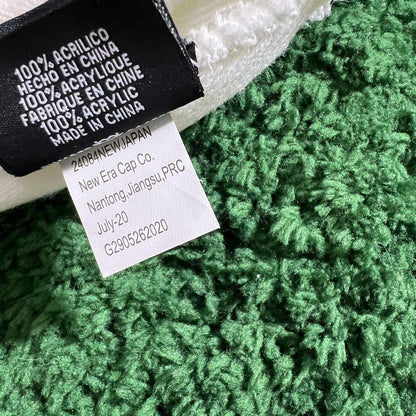 100% ACRILICO
HECHO EN CHINA
100% ACRYLIQUE
FABRIQUE EN CHINE
100% ACRYLIC
MADE IN CHINA
24084NEWJAPAN
New Era Cap Co.
Nantong,Jiangsu,PRC
July-20
G2905262020